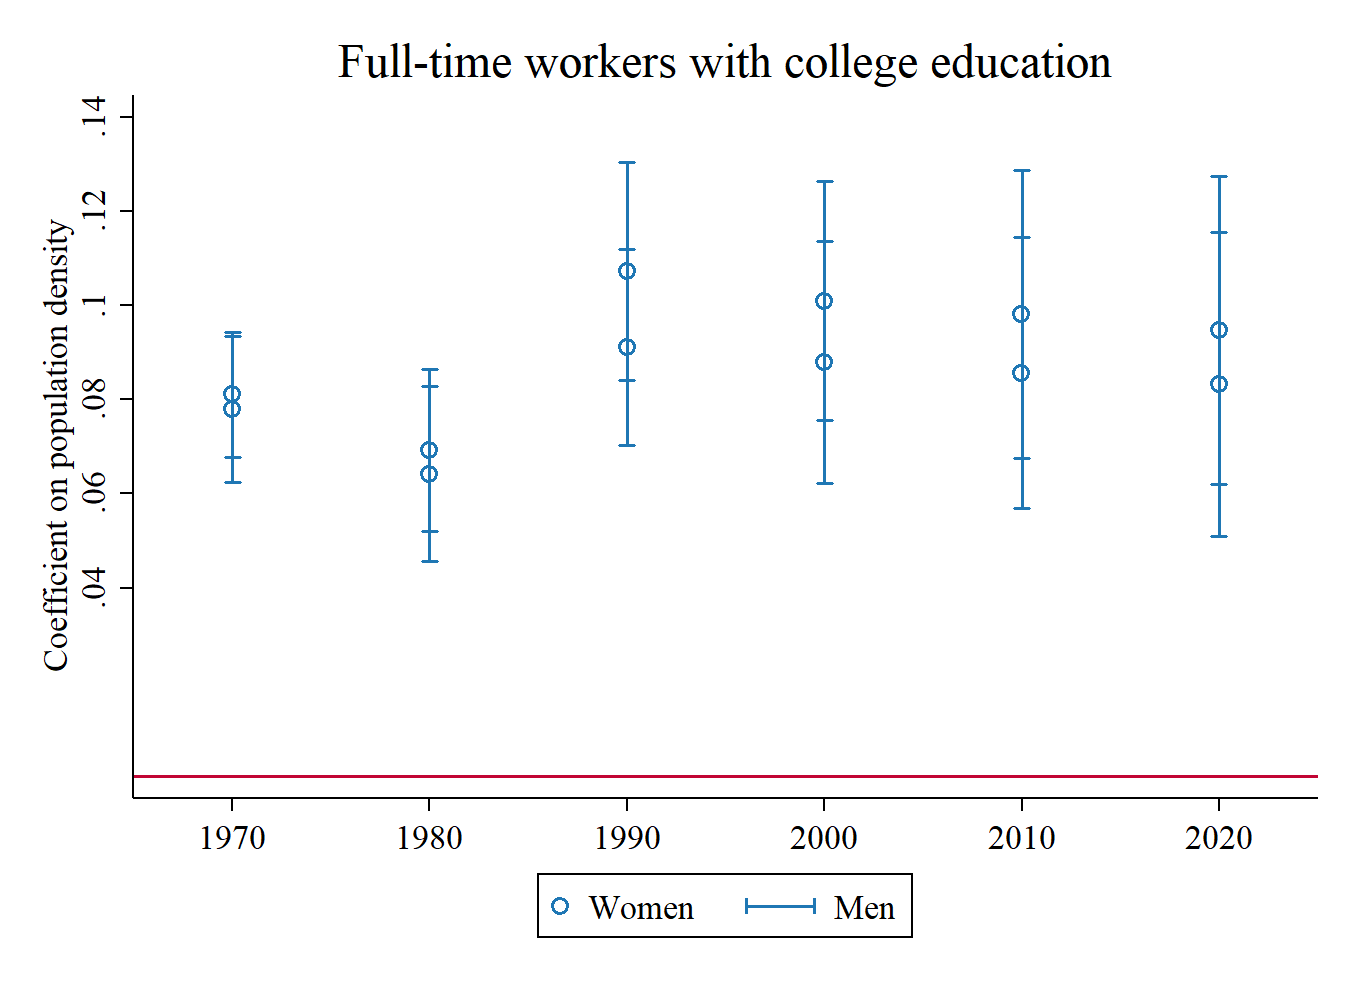 Full-time workers with college education
Coefficient on population density
.14
.12
.1
.08
.06
.04
1970 1980 1990 2000 2010 2020
Women Men